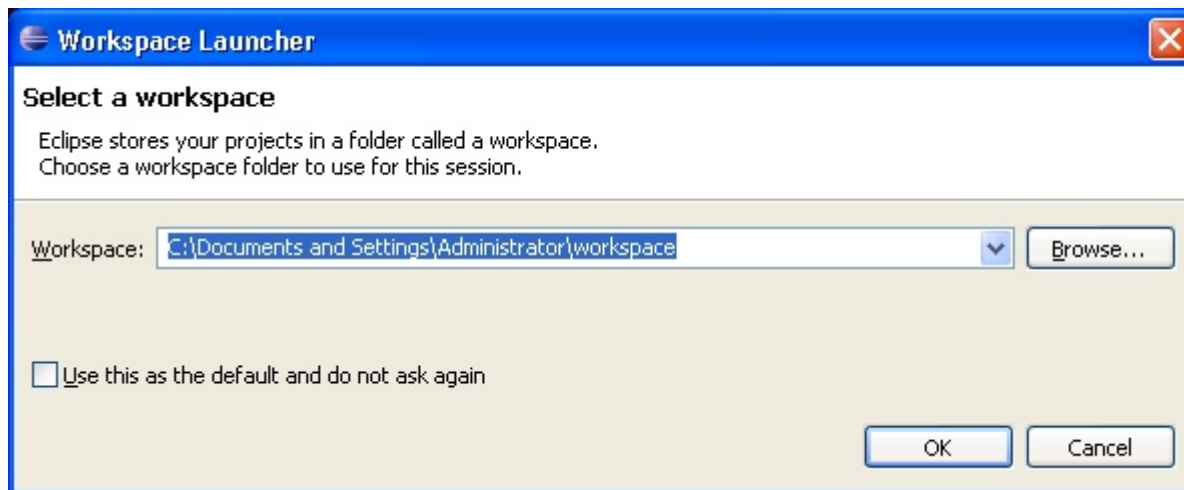 Workspace Launcher
Select a workspace
Eclipse stores your projects in a folder called a workspace.
Choose a workspace folder to use for this session.
Workspace: C:\Documents and Settings\Administrator\workspace Browse...
Use this as the default and do not ask again
OK Cancel